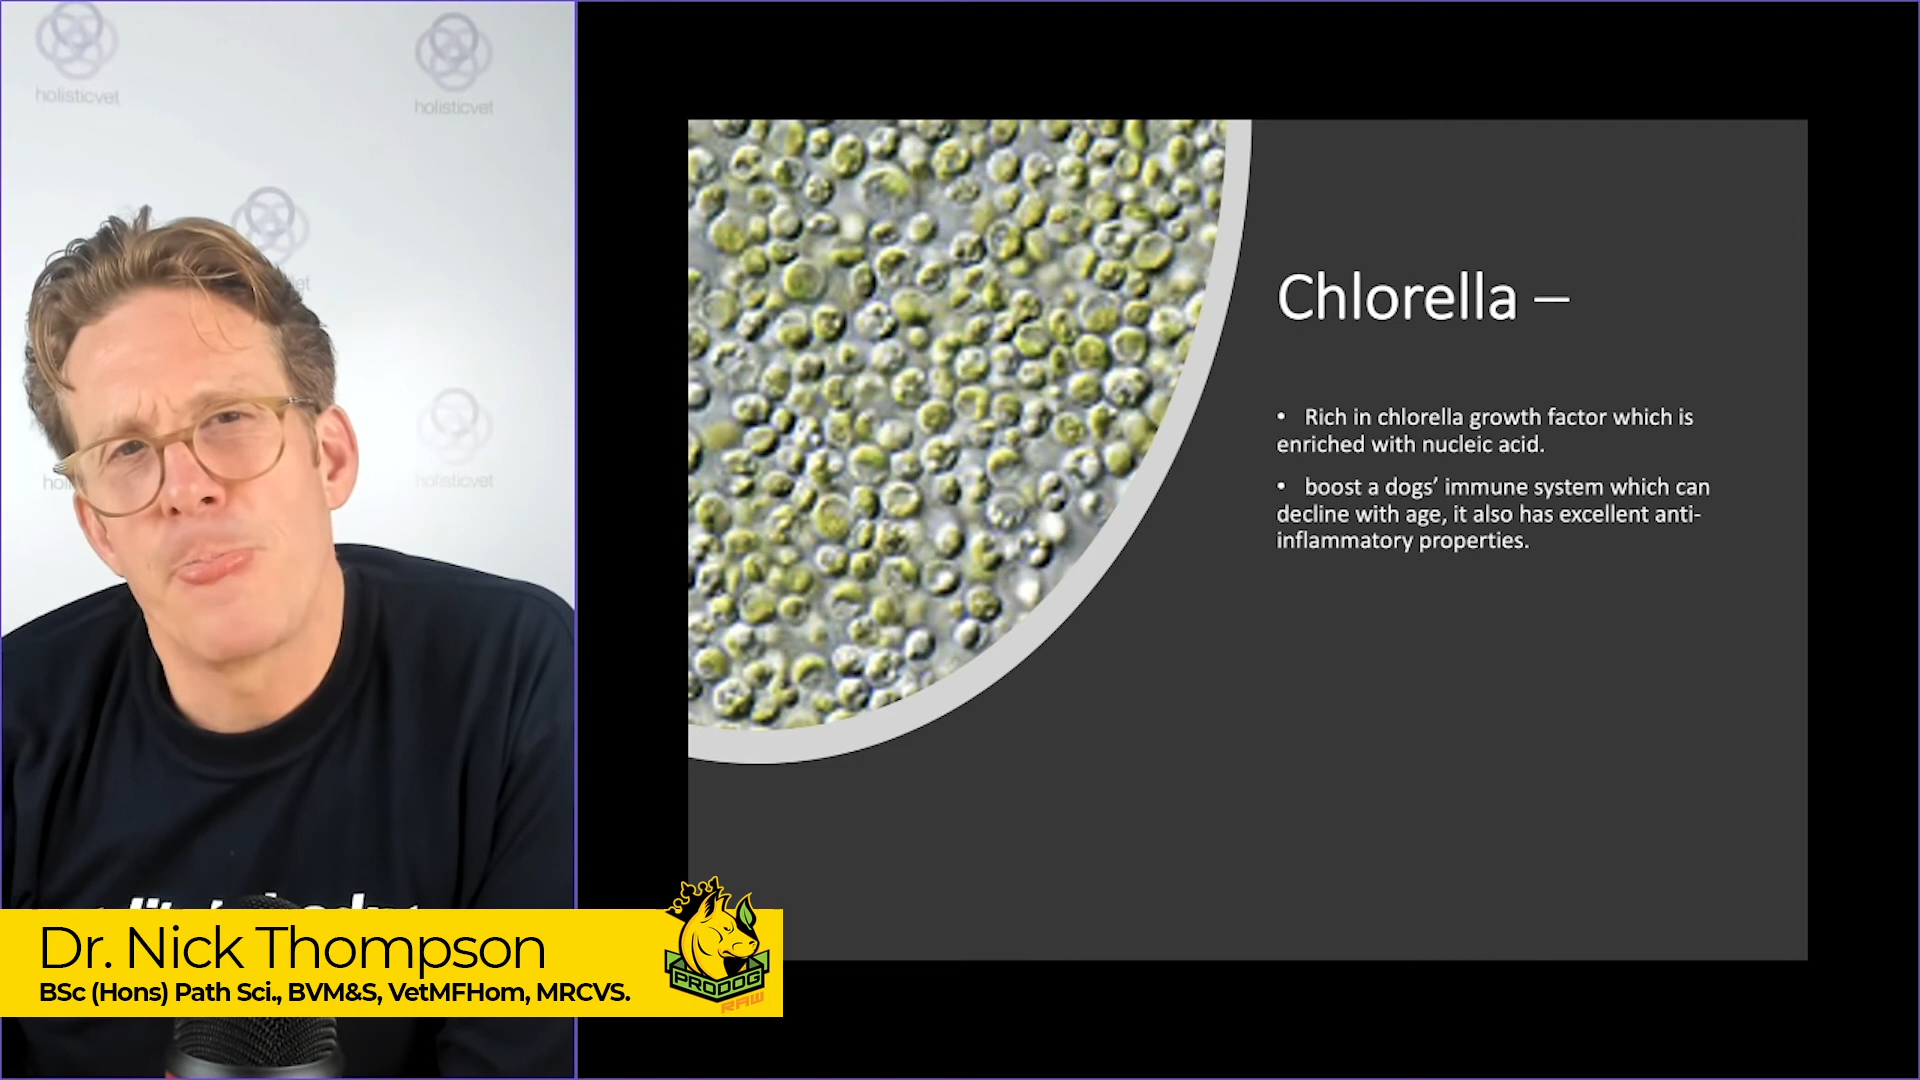 holisticvet
holisticvet
holisticvet
Chlorella –
• Rich in chlorella growth factor which is
enriched with nucleic acid.
• boost a dogs’ immune system which can
decline with age, it also has excellent anti-
inflammatory properties.
Dr. Nick Thompson
BSc (Hons) Path Sci., BVM&S, VetMFHom, MRCVS.
PRODOG
RAW